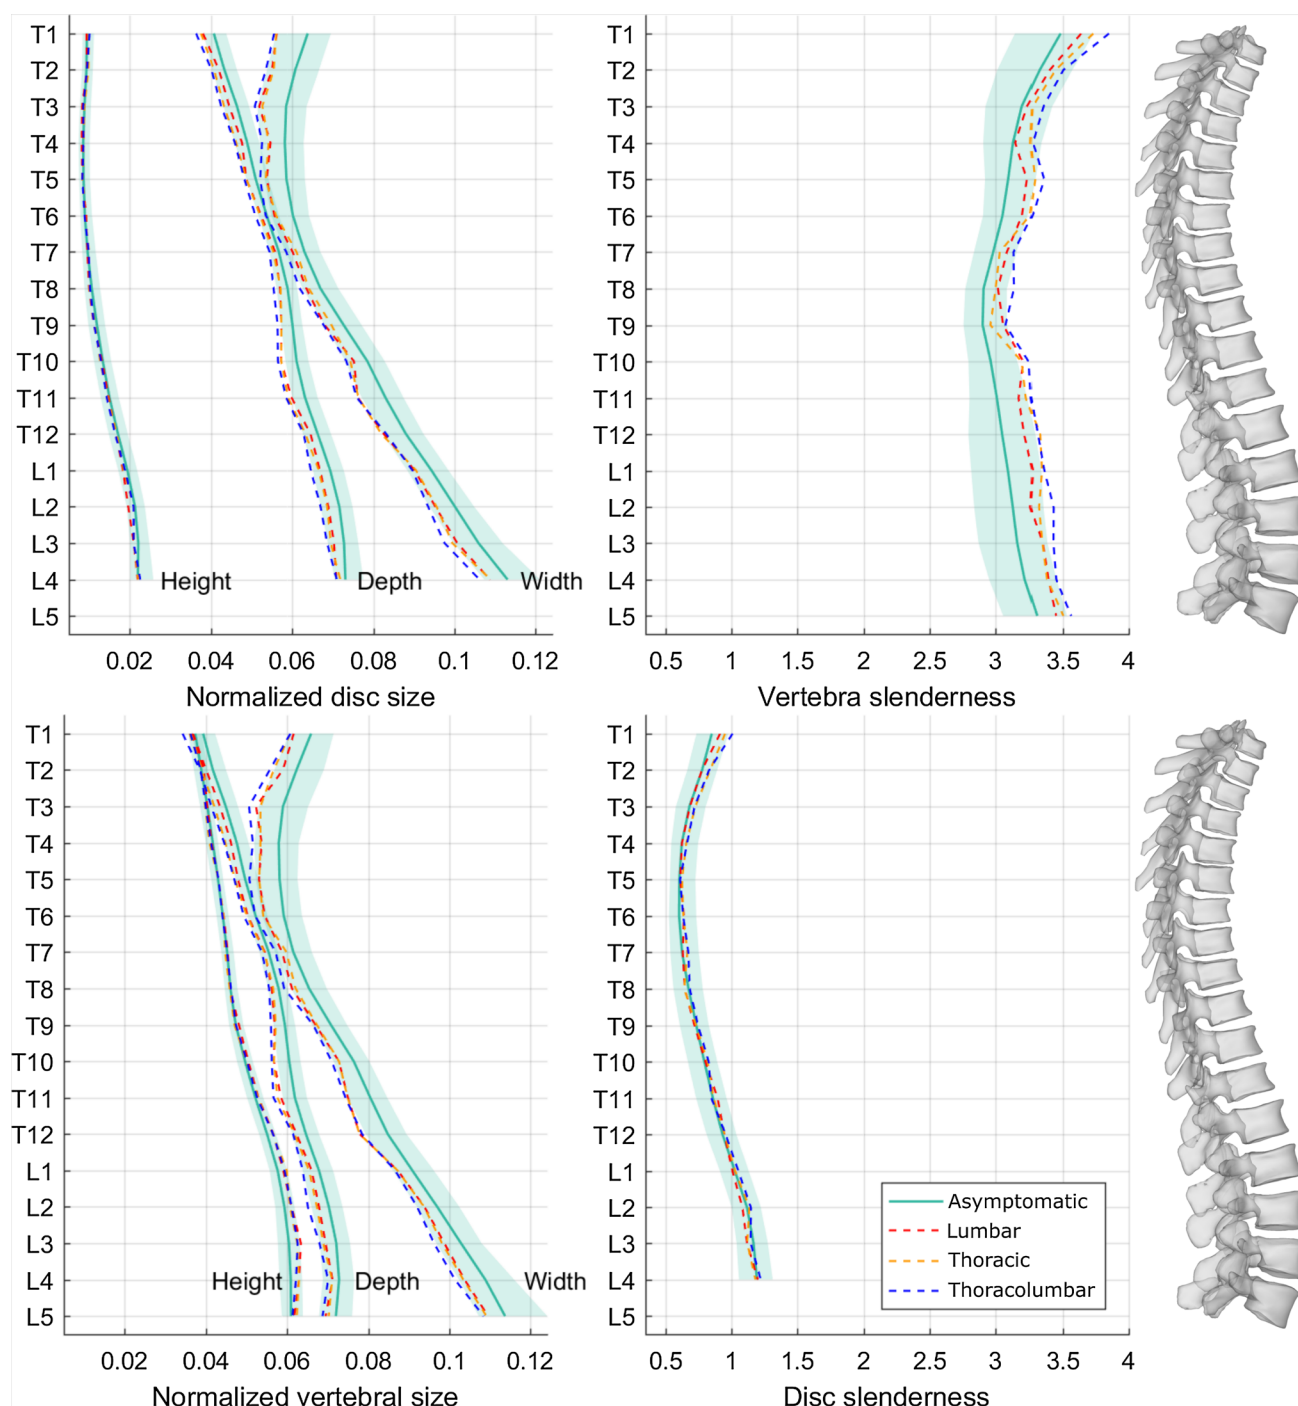 T1
T2
T3
T4
T5
T6
T7
T8
T9
T10
T11
T12
L1
L2
L3
L4
L5
Height
Depth
Width
0.02 0.04 0.06 0.08 0.1 0.12
Normalized disc size
T1
T2
T3
T4
T5
T6
T7
T8
T9
T10
T11
T12
L1
L2
L3
L4
L5
0.5 1 1.5 2 2.5 3 3.5 4
Vertebra slenderness
T1
T2
T3
T4
T5
T6
T7
T8
T9
T10
T11
T12
L1
L2
L3
L4
L5
Height
Depth
Width
0.02 0.04 0.06 0.08 0.1 0.12
Normalized vertebral size
T1
T2
T3
T4
T5
T6
T7
T8
T9
T10
T11
T12
L1
L2
L3
L4
L5
Asymptomatic
Lumbar
Thoracic
Thoracolumbar
0.5 1 1.5 2 2.5 3 3.5 4
Disc slenderness